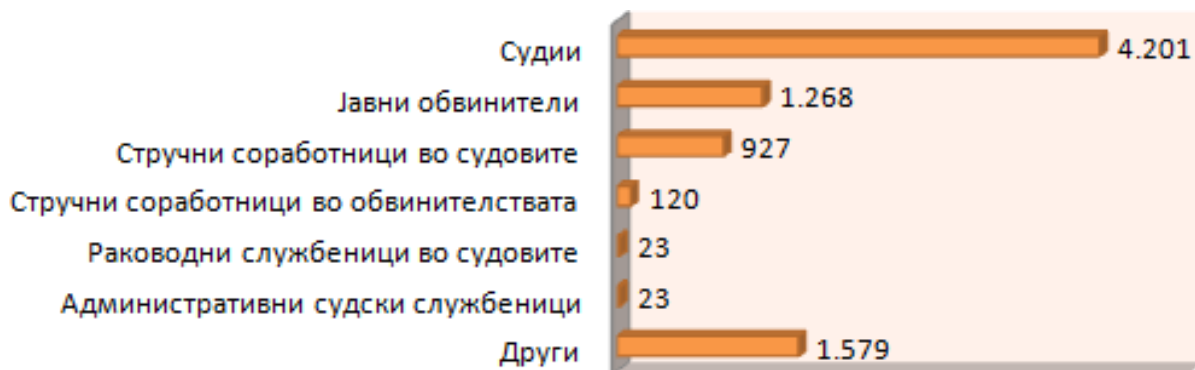 Судии 4.201
Јавни обвинители 1.268
Стручни соработници во судовите 927
Стручни соработници во обвинителствата 120
Раководни службеници во судовите 23
Административни судски службеници 23
Други 1.579